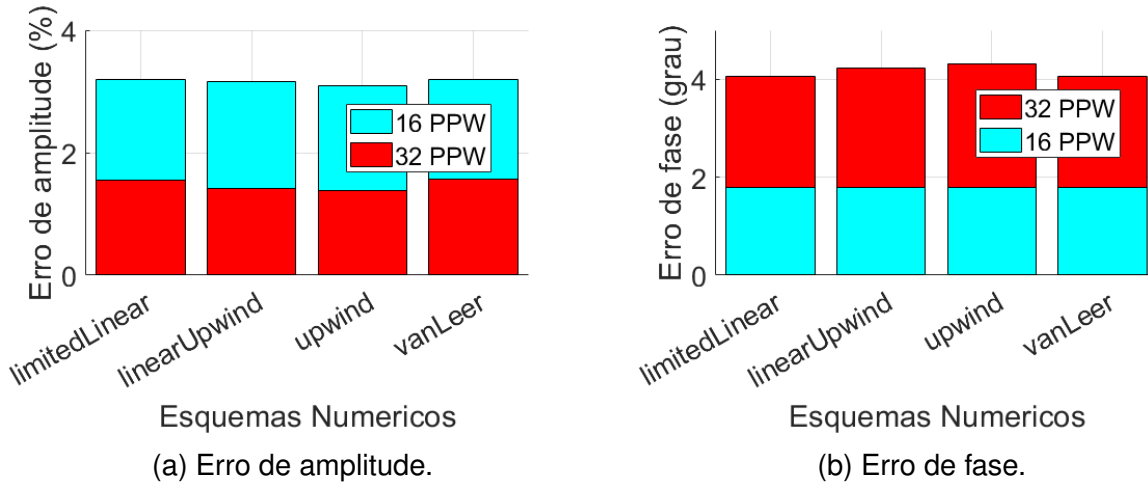 Erro de amplitude (%)
4
2
0
16 PPW
32 PPW
limitedLinear
linearUpwind
upwind
vanLeer
Esquemas Numericos
(a) Erro de amplitude.
Erro de fase (grau)
4
2
0
32 PPW
16 PPW
limitedLinear
linearUpwind
upwind
vanLeer
Esquemas Numericos
(b) Erro de fase.